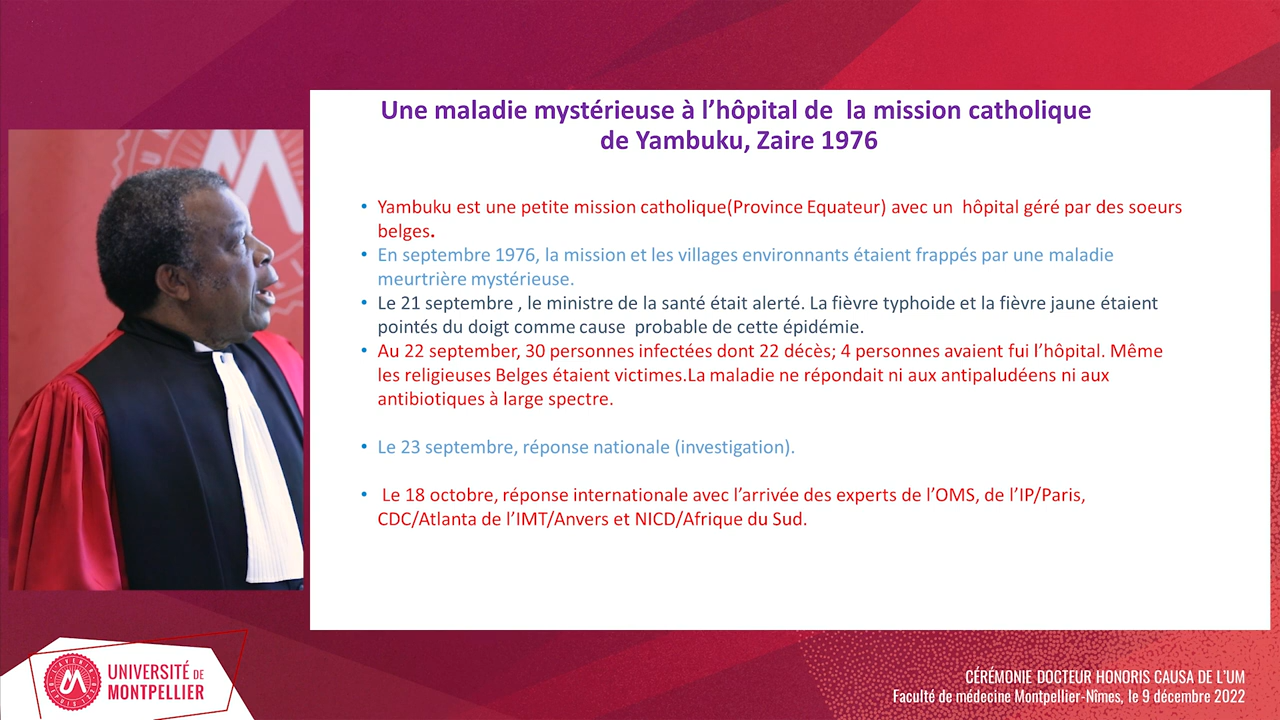 Une maladie mystérieuse à l’hôpital de la mission catholique
de Yambuku, Zaire 1976
• Yambuku est une petite mission catholique(Province Equateur) avec un hôpital géré par des soeurs
belges.
• En septembre 1976, la mission et les villages environnants étaient frappés par une maladie
meurtrière mystérieuse.
• Le 21 septembre , le ministre de la santé était alerté. La fièvre typhoide et la fièvre jaune étaient
pointés du doigt comme cause probable de cette épidémie.
• Au 22 september, 30 personnes infectées dont 22 décès; 4 personnes avaient fui l’hôpital. Même
les religieuses Belges étaient victimes.La maladie ne répondait ni aux antipaludéens ni aux
antibiotiques à large spectre.
• Le 23 septembre, réponse nationale (investigation).
• Le 18 octobre, réponse internationale avec l’arrivée des experts de l’OMS, de l’IP/Paris,
CDC/Atlanta de l’IMT/Anvers et NICD/Afrique du Sud.
UNIVERSITÉ DE
MONTPELLIER
CÉRÉMONIE DOCTEUR HONORIS CAUSA DE L’UM
Faculté de médecine Montpellier-Nîmes, le 9 décembre 2022